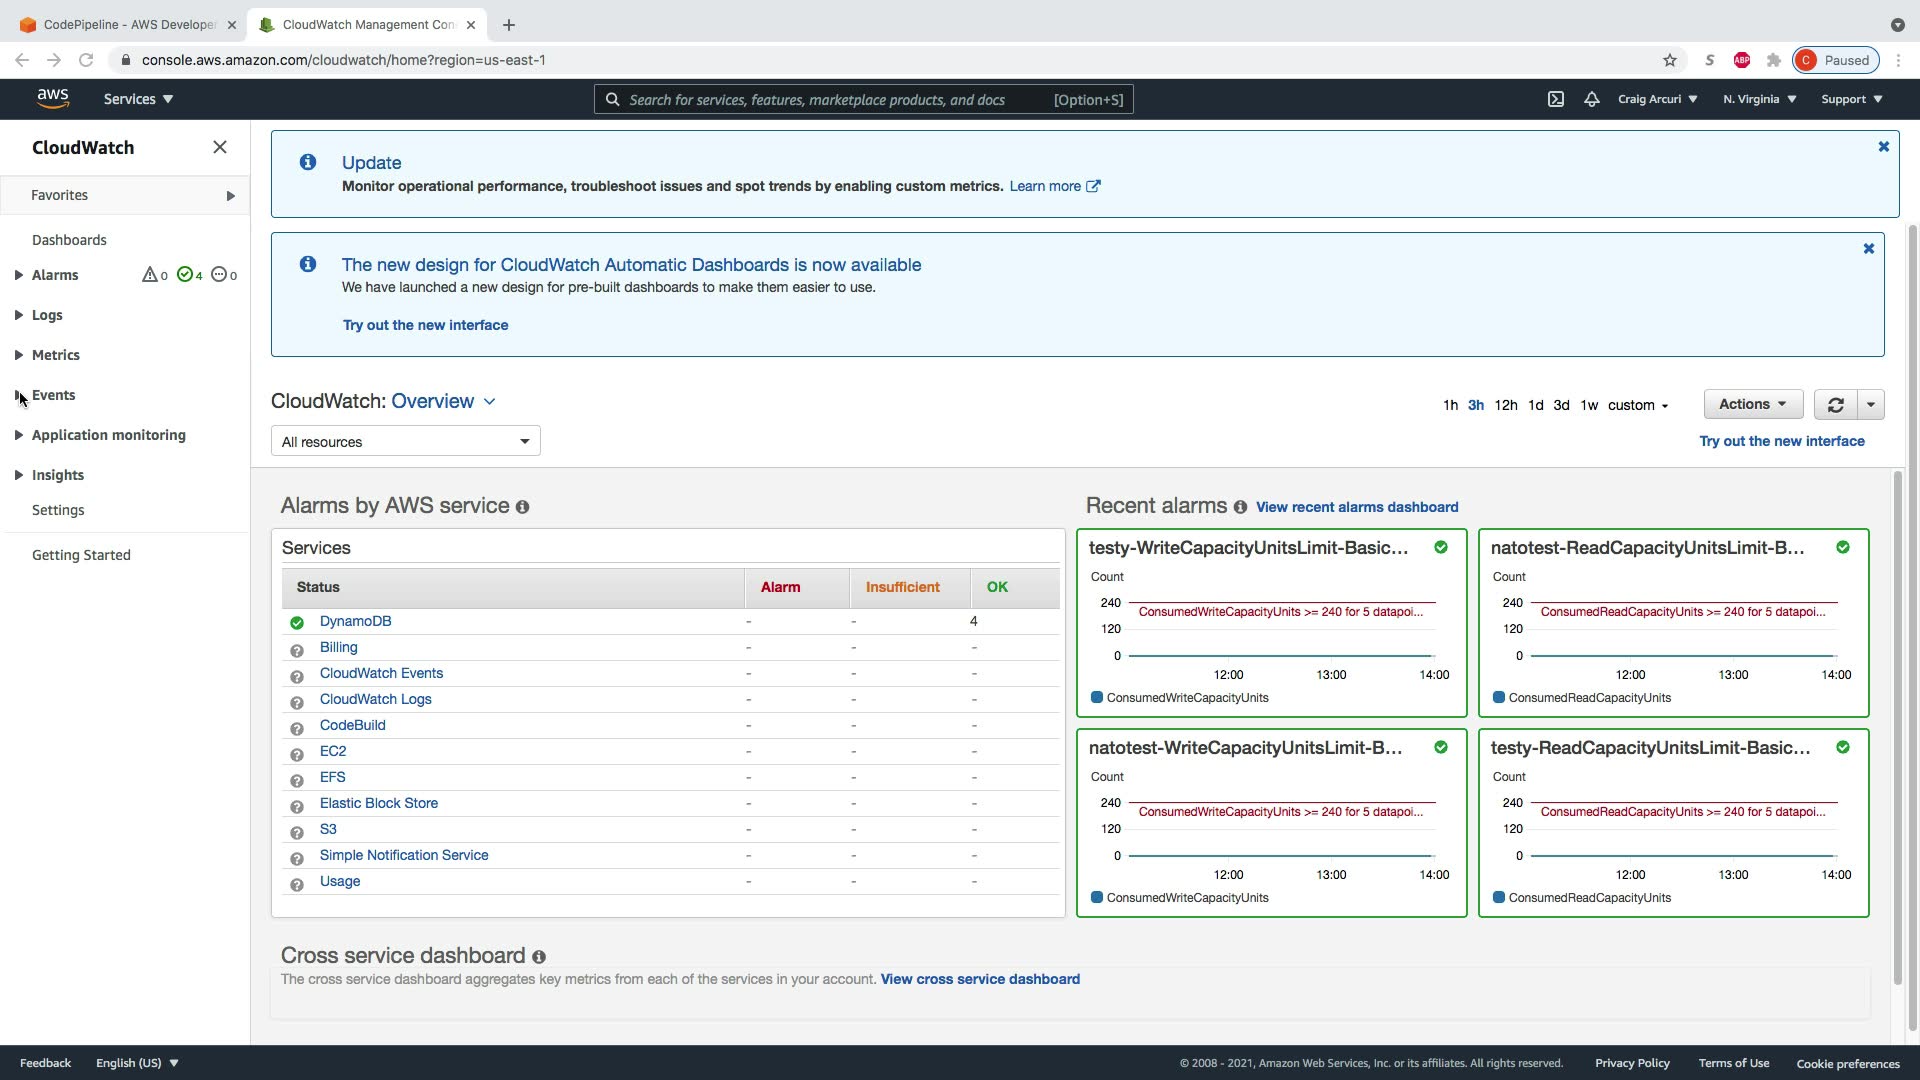 CodePipeline - AWS Developer
CloudWatch Management Con
console.aws.amazon.com/cloudwatch/home?region=us-east-1
S
ABP
C Paused
aws
Services
Search for services, features, marketplace products, and docs [Option+S]
Craig Arcuri
N. Virginia
Support
CloudWatch
Favorites
Dashboards
Alarms 0 4 0
Logs
Metrics
Events
Application monitoring
Insights
Settings
Getting Started
Update
Monitor operational performance, troubleshoot issues and spot trends by enabling custom metrics. Learn more
The new design for CloudWatch Automatic Dashboards is now available
We have launched a new design for pre-built dashboards to make them easier to use.
Try out the new interface
CloudWatch: Overview
1h 3h 12h 1d 3d 1w custom
Actions
All resources
Try out the new interface
Alarms by AWS service
Services
Status Alarm Insufficient OK
DynamoDB - - 4
Billing - - -
CloudWatch Events - - -
CloudWatch Logs - - -
CodeBuild - - -
EC2 - - -
EFS - - -
Elastic Block Store - - -
S3 - - -
Simple Notification Service - - -
Usage - - -
Recent alarms View recent alarms dashboard
testy-WriteCapacityUnitsLimit-Basic...
Count
240
ConsumedWriteCapacityUnits >= 240 for 5 datapoi...
120
0
12:00 13:00 14:00
ConsumedWriteCapacityUnits
natotest-ReadCapacityUnitsLimit-B...
Count
240
ConsumedReadCapacityUnits >= 240 for 5 datapoi...
120
0
12:00 13:00 14:00
ConsumedReadCapacityUnits
natotest-WriteCapacityUnitsLimit-B...
Count
240
ConsumedWriteCapacityUnits >= 240 for 5 datapoi...
120
0
12:00 13:00 14:00
ConsumedWriteCapacityUnits
testy-ReadCapacityUnitsLimit-Basic...
Count
240
ConsumedReadCapacityUnits >= 240 for 5 datapoi...
120
0
12:00 13:00 14:00
ConsumedReadCapacityUnits
Cross service dashboard
The cross service dashboard aggregates key metrics from each of the services in your account. View cross service dashboard
Feedback English (US)
© 2008 - 2021, Amazon Web Services, Inc. or its affiliates. All rights reserved. Privacy Policy Terms of Use Cookie preferences